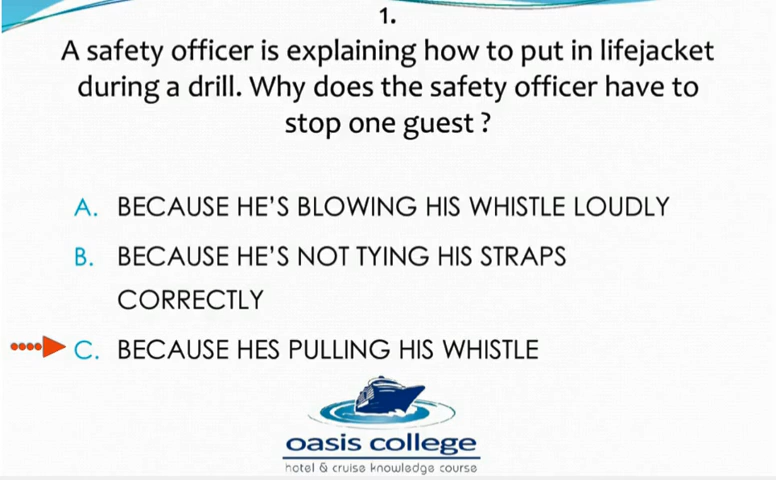 1.
A safety officer is explaining how to put in lifejacket
during a drill. Why does the safety officer have to
stop one guest ?
A. BECAUSE HE'S BLOWING HIS WHISTLE LOUDLY
B. BECAUSE HE'S NOT TYING HIS STRAPS
CORRECTLY
C. BECAUSE HES PULLING HIS WHISTLE
oasis college
hotel & cruise knowledge course